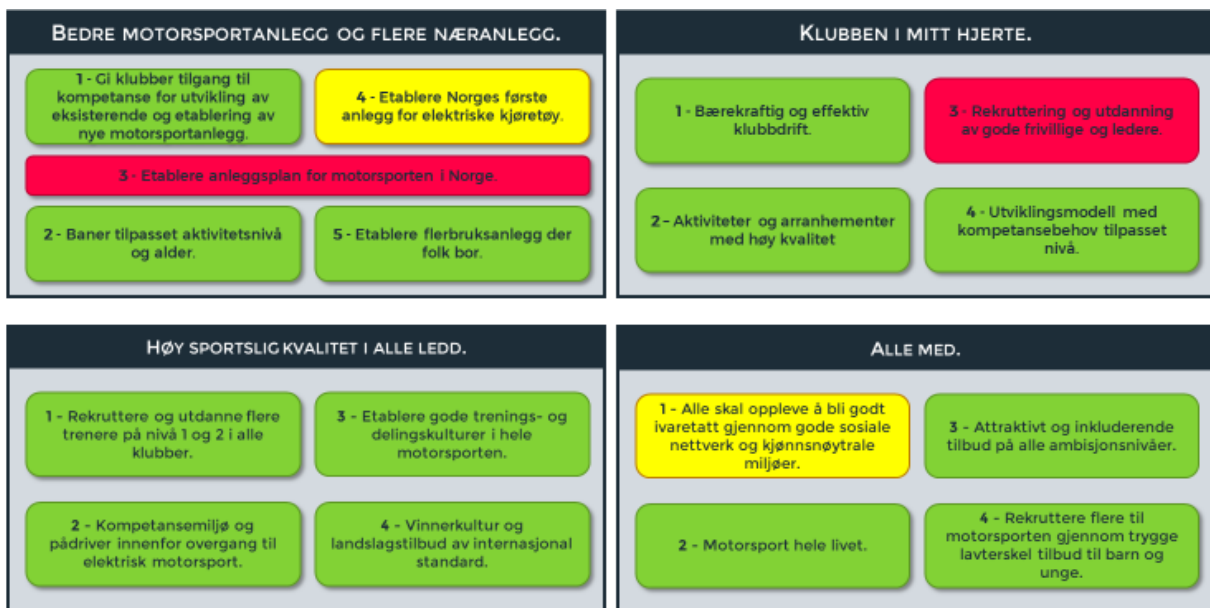 BEDRE MOTORSPORTANLEGG OG FLERE NÆRANLEGG.
1 - Gi klubber tilgang til
kompetanse for utvikling av
eksisterende og etablering av
nye motorsportanlegg.
4 - Etablere Norges første
anlegg for elektriske kjøretøy.
3 - Etablere anleggsplan for motorsporten i Norge.
2 - Baner tilpasset aktivitetsnivå
og alder.
5 - Etablere flerbruksanlegg der
folk bor.
KLUBBEN I MITT HJERTE.
1 - Bærekraftig og effektiv
klubbdrift.
3 - Rekruttering og utdanning
av gode frivillige og ledere.
2 – Aktiviteter og arranhementer
med høy kvalitet
4 - Utviklingsmodell med
kompetansebehov tilpasset
nivå.
HØY SPORTSLIG KVALITET I ALLE LEDD.
1 - Rekruttere og utdanne flere
trenere på nivå 1 og 2 i alle
klubber.
3 - Etablere gode trenings- og
delingskulturer i hele
motorsporten.
2 - Kompetansemiljø og
pådriver innenfor overgang til
elektrisk motorsport.
4 - Vinnerkultur og
landslagstilbud av internasjonal
standard.
ALLE MED.
1 - Alle skal oppleve å bli godt
ivaretatt gjennom gode sosiale
nettverk og kjønnsnøytrale
miljøer.
3 - Attraktivt og inkluderende
tilbud på alle ambisjonsnivåer.
2 - Motorsport hele livet.
4 - Rekruttere flere til
motorsporten gjennom trygge
lavterskel tilbud til barn og
unge.